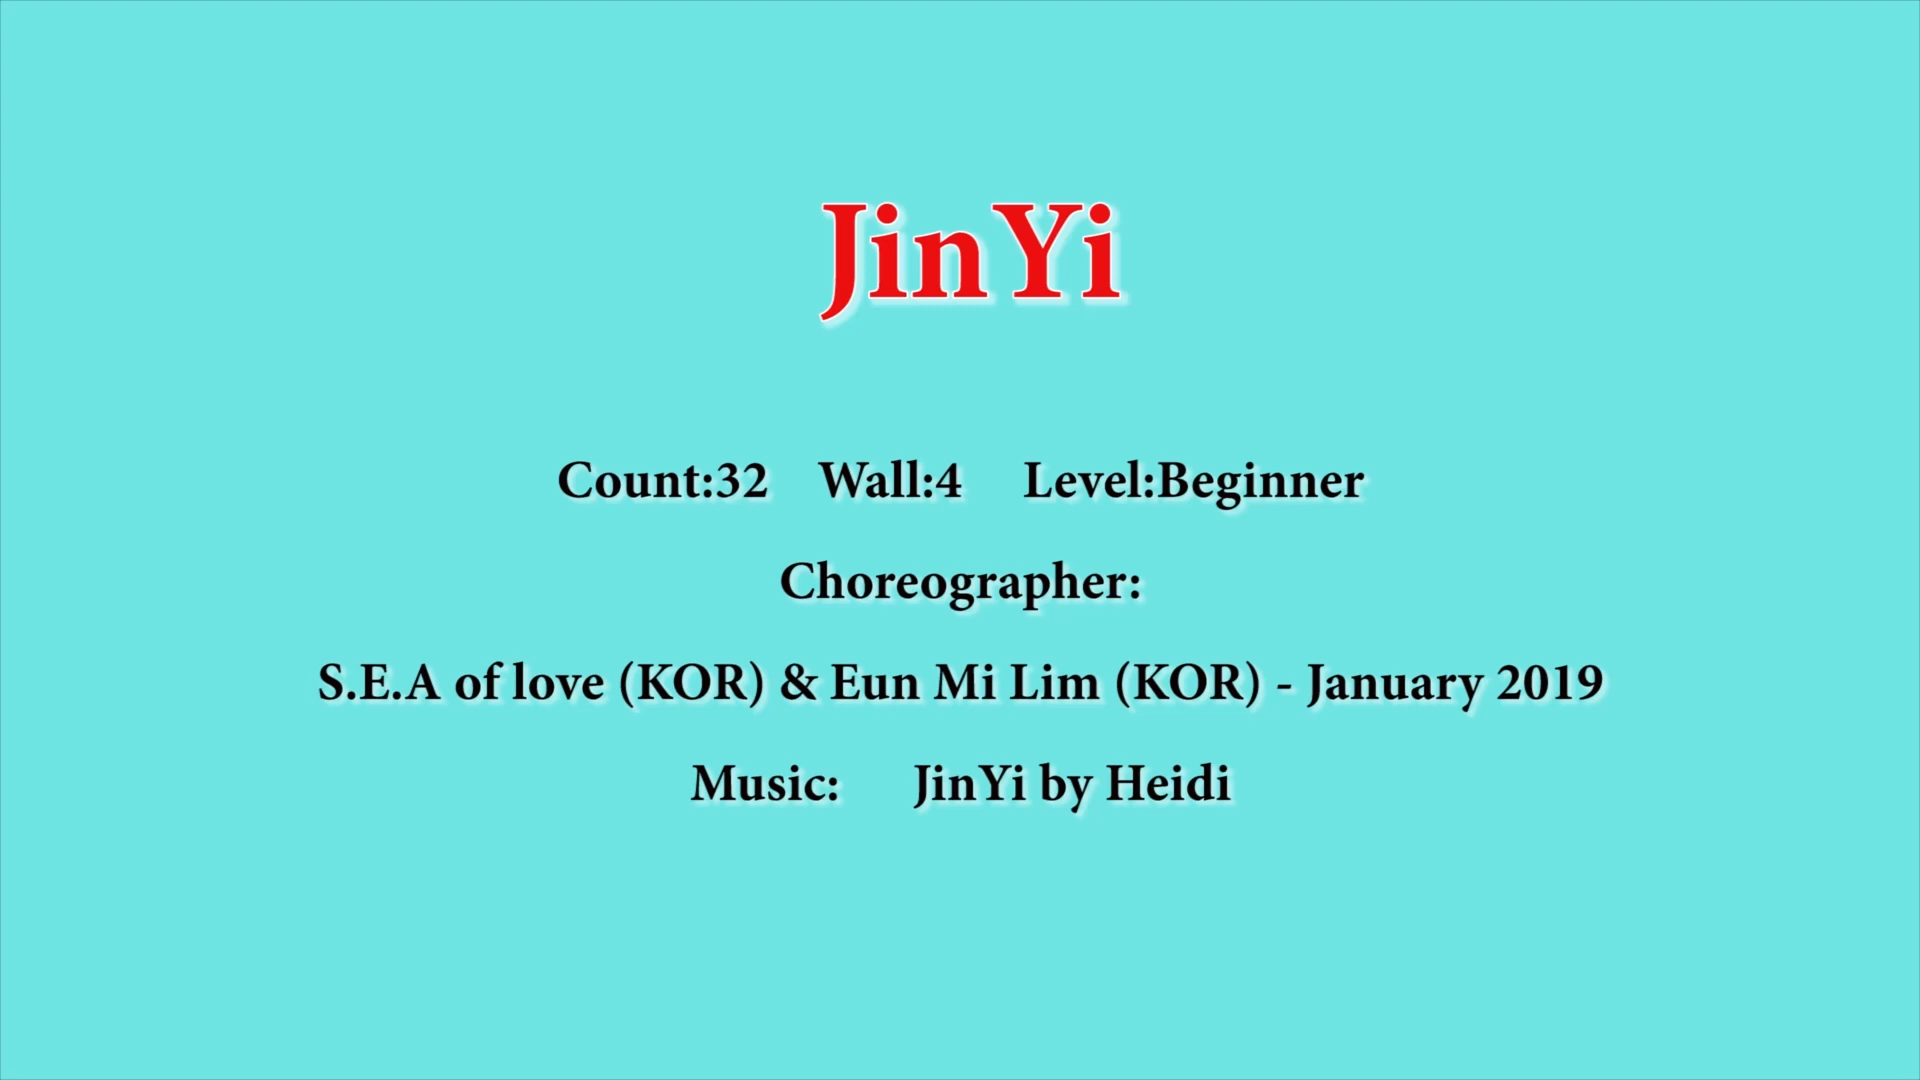 JinYi
Count:32 Wall:4 Level:Beginner
Choreographer:
S.E.A of love (KOR) & Eun Mi Lim (KOR) - January 2019
Music: JinYi by Heidi